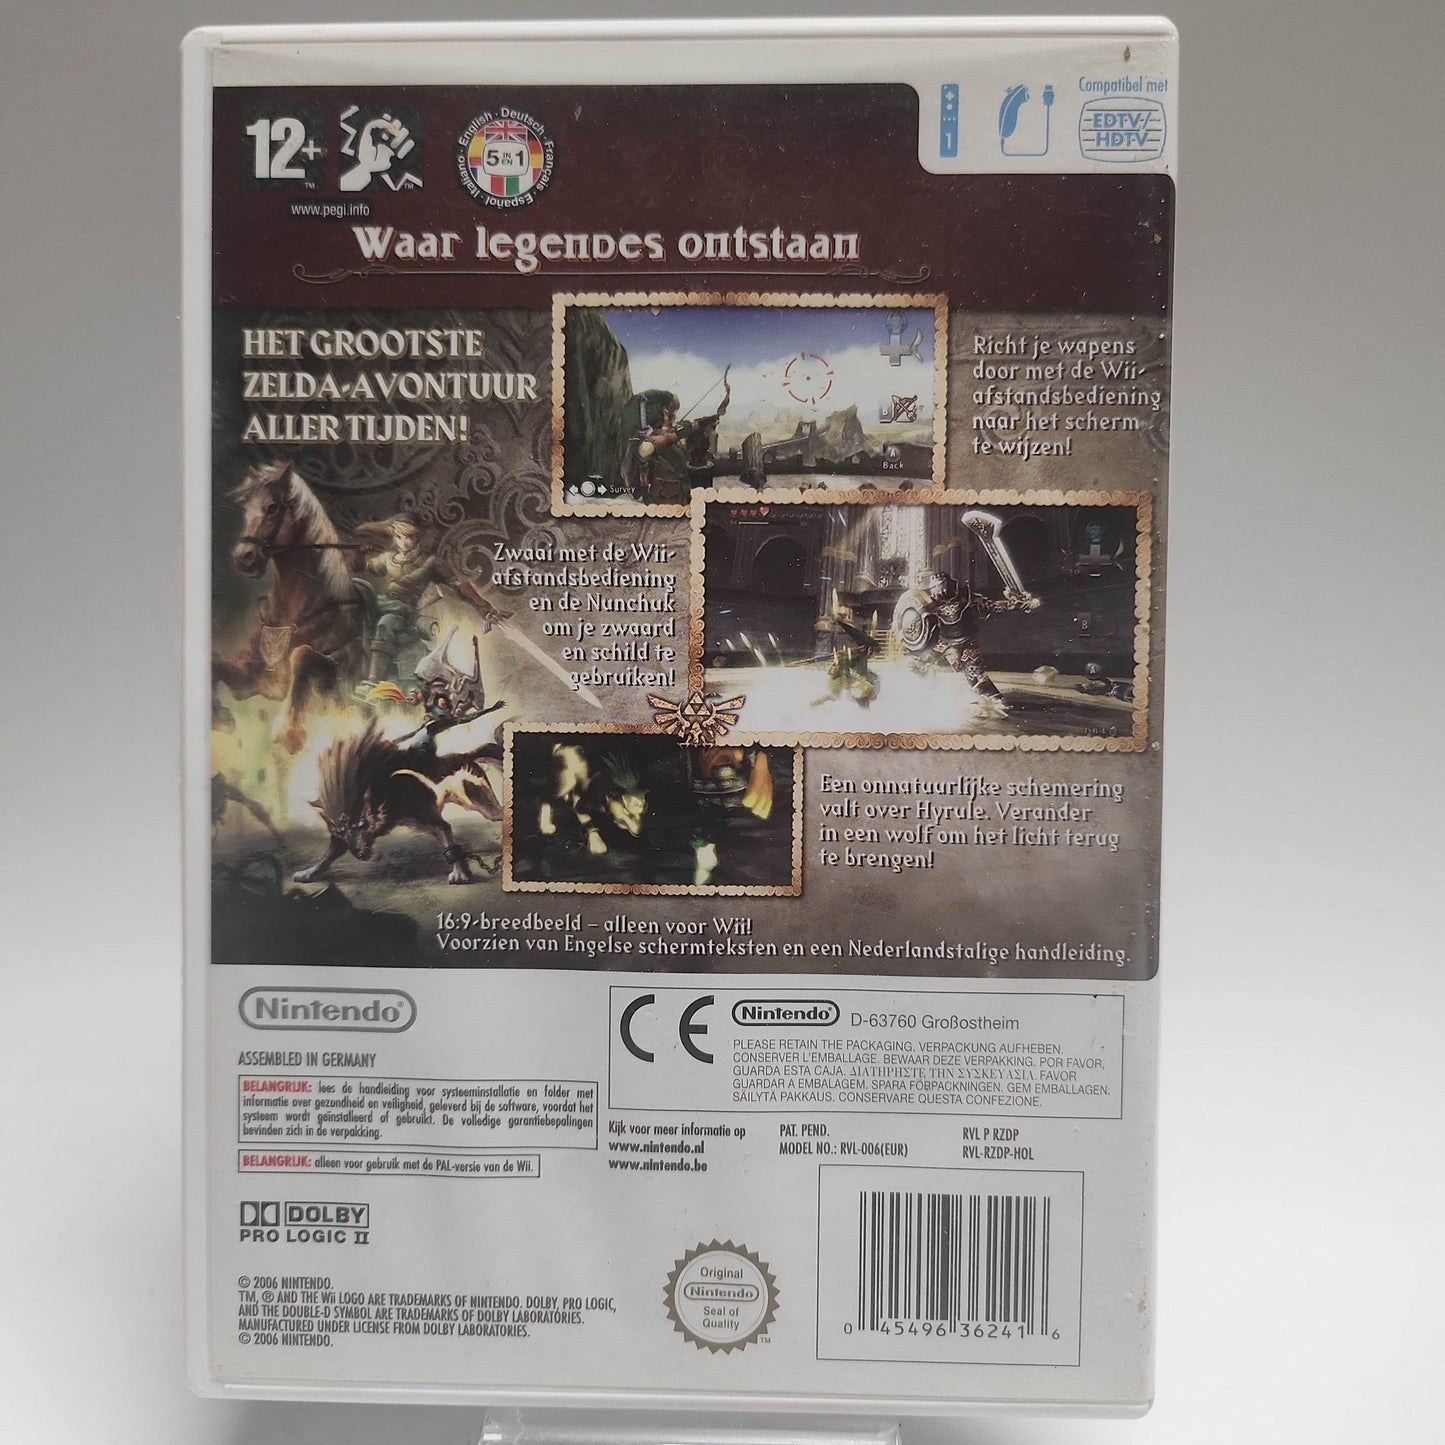 Compatibel met
EDTV/
HDTV
1
12+
TM
TM
www.pegi.info
English · Deutsch · Français · Español · Italiano ·
5 IN EN 1
Waar legendes ontstaan
HET GROOTSTE
ZELDA-AVONTUUR
ALLER TIJDEN!
Back
Survey
Richt je wapens
door met de Wii-
afstandsbediening
naar het scherm
te wijzen!
Zwaai met de Wii-
afstandsbediening
en de Nunchuk
om je zwaard
en schild te
gebruiken!
Een onnatuurlijke schemering
valt over Hyrule. Verander
in een wolf om het licht terug
te brengen!
16:9-breedbeeld – alleen voor Wii!
Voorzien van Engelse schermteksten en een Nederlandstalige handleiding.
Nintendo®
ASSEMBLED IN GERMANY
BELANGRIJK: lees de handleiding voor systeeminstallatie en folder met
informatie over gezondheid en veiligheid, geleverd bij de software, voordat het
systeem wordt geïnstalleerd of gebruikt. De volledige garantiebepalingen
bevinden zich in de verpakking.
BELANGRIJK: alleen voor gebruik met de PAL-versie van de Wii.
CE
Nintendo® D-63760 Großostheim
PLEASE RETAIN THE PACKAGING. VERPACKUNG AUFHEBEN.
CONSERVER L'EMBALLAGE. BEWAAR DEZE VERPAKKING. POR FAVOR,
GUARDA ESTA CAJA. ΔΙΑΤΗΡΗΣΤΕ ΤΗΝ ΣΥΣΚΕΥΑΣΙΑ. FAVOR
GUARDAR A EMBALAGEM. SPARA FÖRPACKNINGEN. GEM EMBALLAGEN.
SÄILYTÄ PAKKAUS. CONSERVARE QUESTA CONFEZIONE.
Kijk voor meer informatie op
www.nintendo.nl
www.nintendo.be
PAT. PEND.
MODEL NO.: RVL-006(EUR)
RVL P RZDP
RVL-RZDP-HOL
DOLBY
PRO LOGIC II
© 2006 NINTENDO.
TM, ® AND THE Wii LOGO ARE TRADEMARKS OF NINTENDO. DOLBY, PRO LOGIC,
AND THE DOUBLE-D SYMBOL ARE TRADEMARKS OF DOLBY LABORATORIES.
MANUFACTURED UNDER LICENSE FROM DOLBY LABORATORIES.
© 2006 NINTENDO.
Original
Nintendo
Seal of
Quality
TM
0 45496 36241 6